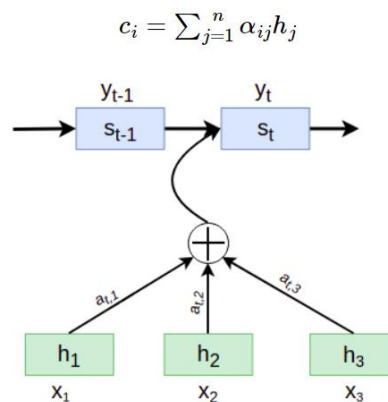 c_i = ∑_{j=1}^{n} α_{ij} h_j
y_{t-1} y_t
s_{t-1} s_t
a_{t,1} a_{t,2} a_{t,3}
h_1 h_2 h_3
x_1 x_2 x_3